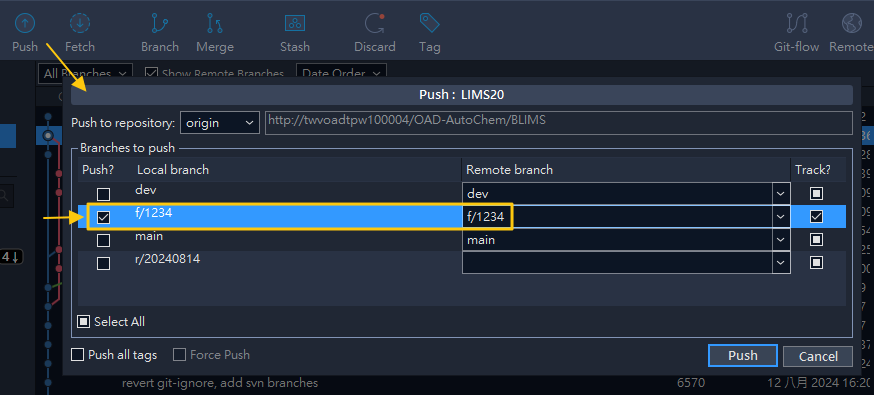 Push Fetch Branch Merge Stash Discard Tag Git-flow Remote
All Branches Show Remote Branches Date Order
Push : LIMS20
Push to repository: origin http://twvoadtpw100004/OAD-AutoChem/BLIMS
Branches to push
Push? Local branch Remote branch Track?
dev dev
f/1234 f/1234
main main
4↓ r/20240814
Select All
Push all tags Force Push Push Cancel
revert git-ignore, add svn branches 6570 12 八月 2024 16:20